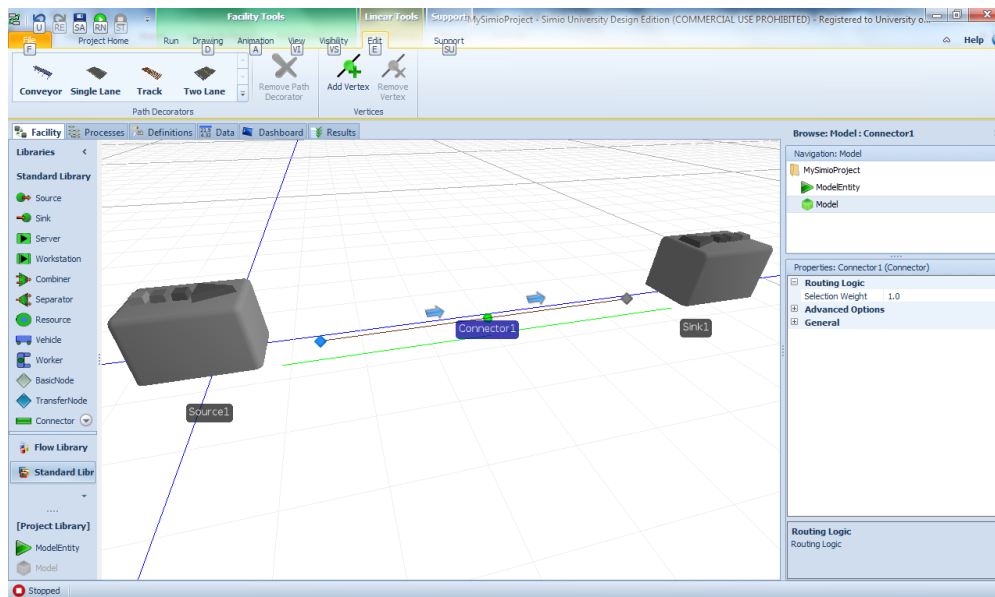 U RE SA RN ST
Facility Tools Linear Tools Support MySimioProject - Simio University Design Edition (COMMERCIAL USE PROHIBITED) - Registered to University o...
File Project Home Run Drawing Animation View Visibility Edit Support Help
F D A VI VS E SU
Conveyor Single Lane Track Two Lane Remove Path Decorator Add Vertex Remove Vertex
Path Decorators Vertices
Facility Processes Definitions Data Dashboard Results
Libraries <
Standard Library
Source
Sink
Server
Workstation
Combiner
Separator
Resource
Vehicle
Worker
BasicNode
TransferNode
Connector
Flow Library
Standard Libr
[Project Library]
ModelEntity
Model
Source1
Connector1
Sink1
Browse: Model : Connector1
Navigation: Model
MySimioProject
ModelEntity
Model
Properties: Connector1 (Connector)
Routing Logic
Selection Weight 1.0
Advanced Options
General
Routing Logic
Routing Logic
Stopped